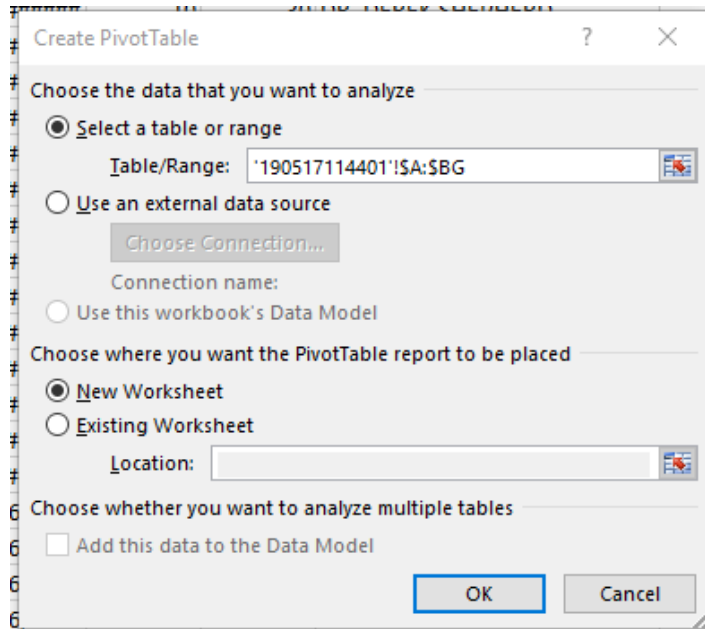 Create PivotTable ? ×
Choose the data that you want to analyze
Select a table or range
Table/Range: '190517114401'!$A:$BG
Use an external data source
Choose Connection...
Connection name:
Use this workbook's Data Model
Choose where you want the PivotTable report to be placed
New Worksheet
Existing Worksheet
Location:
Choose whether you want to analyze multiple tables
Add this data to the Data Model
OK Cancel